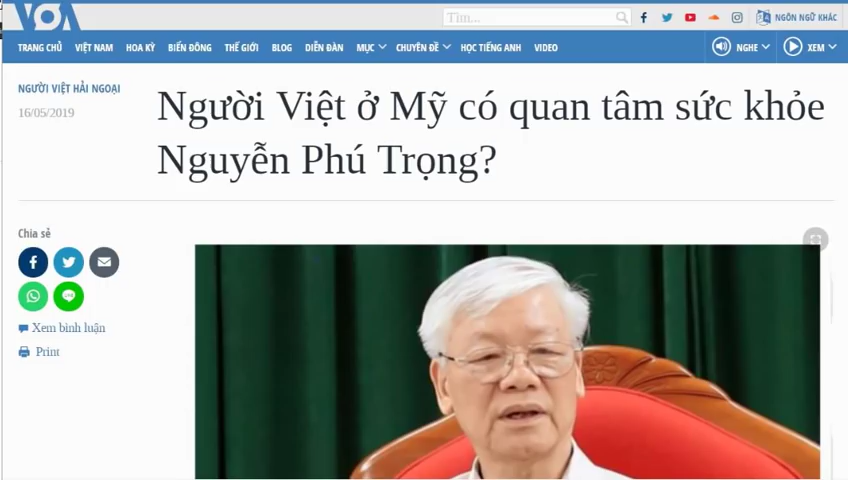 VOA
Tìm...
NGÔN NGỮ KHÁC
TRANG CHỦ VIỆT NAM HOA KỲ BIỂN ĐÔNG THẾ GIỚI BLOG DIỄN ĐÀN MỤC CHUYÊN ĐỀ HỌC TIẾNG ANH VIDEO NGHE XEM
NGƯỜI VIỆT HẢI NGOẠI
16/05/2019
Người Việt ở Mỹ có quan tâm sức khỏe
Nguyễn Phú Trọng?
Chia sẻ
LINE
Xem bình luận
Print